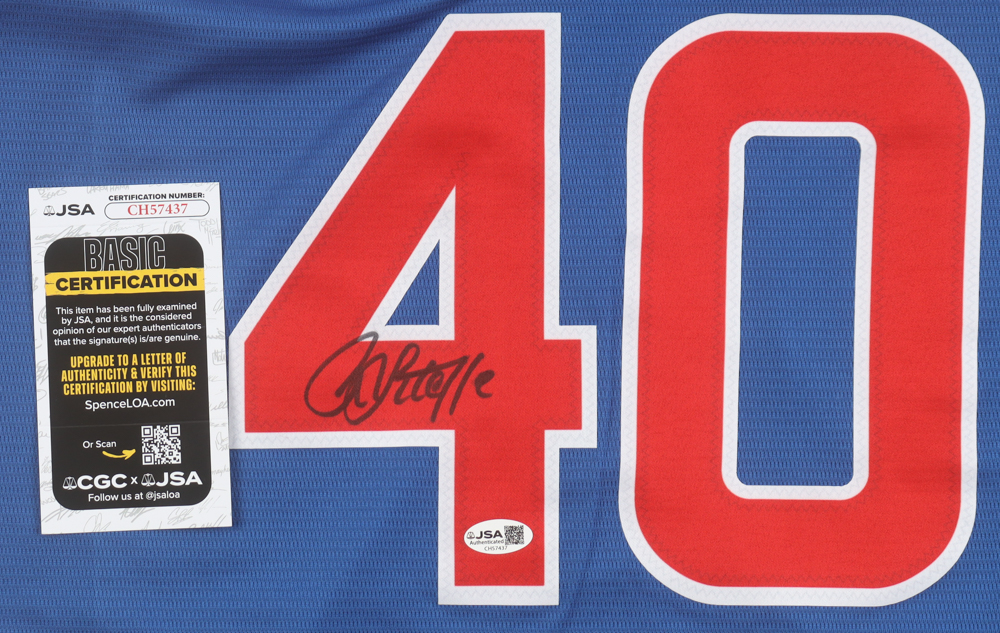 40
JSA
CERTIFICATION NUMBER:
CH57437
BASIC
CERTIFICATION
This item has been fully examined
by JSA, and it is the considered
opinion of our expert authenticators
that the signature(s) is/are genuine.
UPGRADE TO A LETTER OF
AUTHENTICITY & VERIFY THIS
CERTIFICATION BY VISITING:
SpenceLOA.com
Or Scan
CGC x JSA
Follow us at @jsaloa
JSA
Authenticated
CH57437